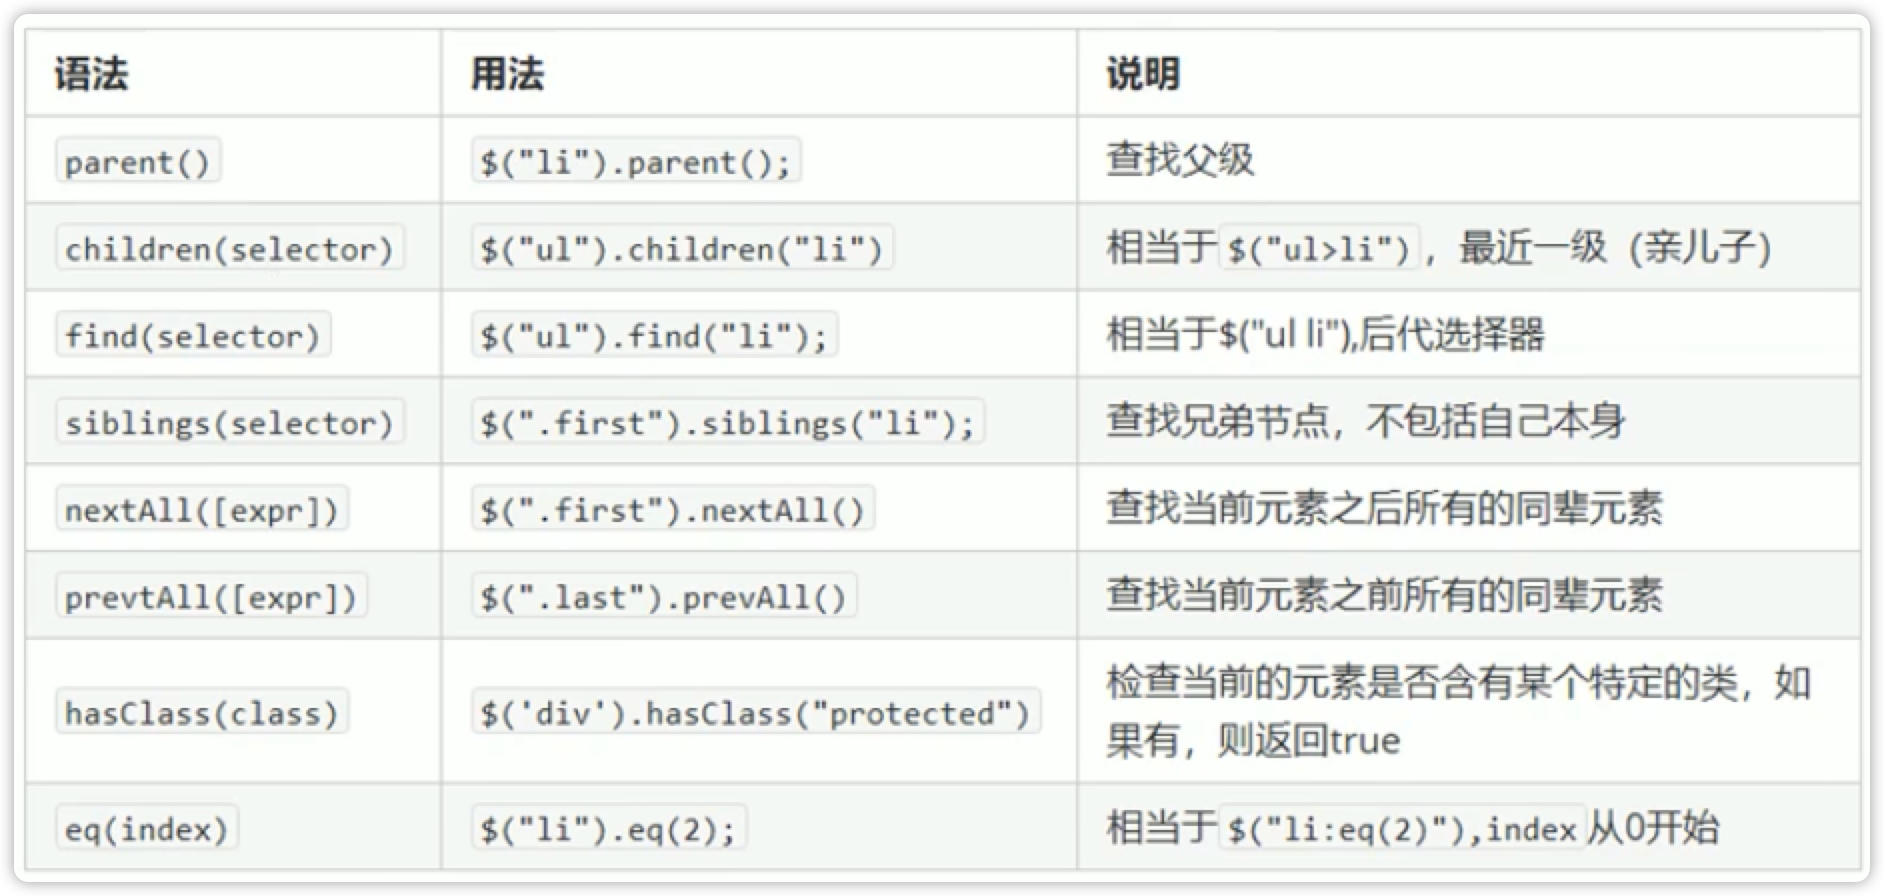 语法 用法 说明
parent() $("li").parent(); 查找父级
children(selector) $("ul").children("li") 相当于$("ul>li")，最近一级（亲儿子）
find(selector) $("ul").find("li"); 相当于$("ul li"),后代选择器
siblings(selector) $(".first").siblings("li"); 查找兄弟节点，不包括自己本身
nextAll([expr]) $(".first").nextAll() 查找当前元素之后所有的同辈元素
prevtAll([expr]) $(".last").prevAll() 查找当前元素之前所有的同辈元素
hasClass(class) $('div').hasClass("protected") 检查当前的元素是否含有某个特定的类，如
果有，则返回true
eq(index) $("li").eq(2); 相当于$("li:eq(2)"),index从0开始